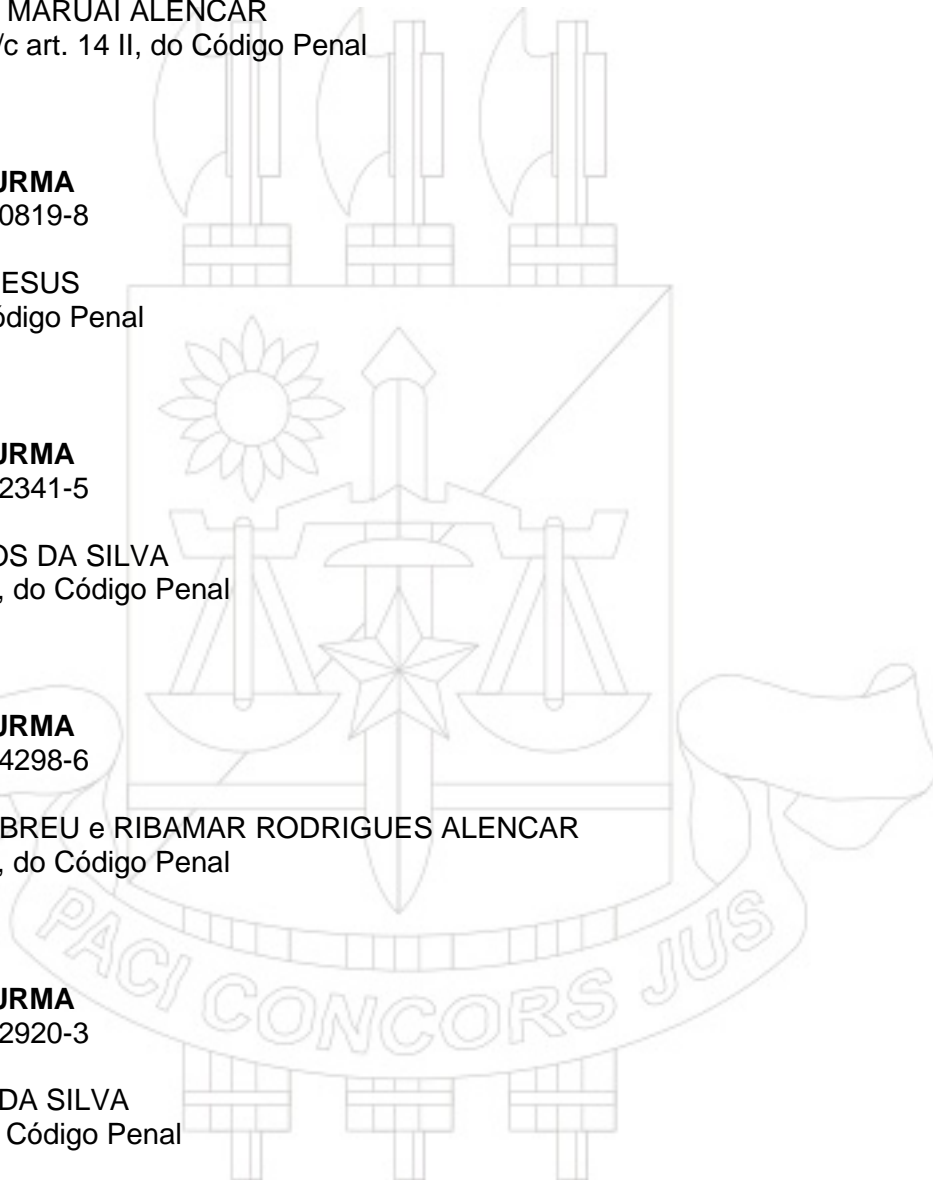 MARUAI ALENCAR
/c art. 14 II, do Código Penal
URMA
0819-8
ESUS
ódigo Penal
URMA
2341-5
OS DA SILVA
, do Código Penal
URMA
4298-6
BREU e RIBAMAR RODRIGUES ALENCAR
, do Código Penal
PACI CONCORS JUS
URMA
2920-3
DA SILVA
Código Penal